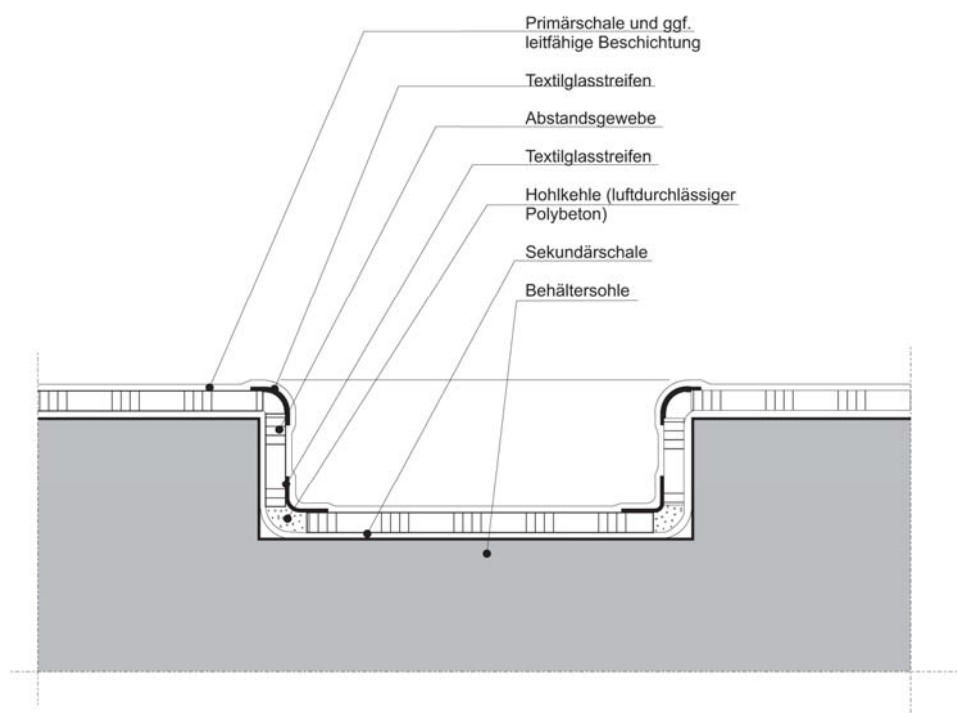 Primärschale und ggf.
leitfähige Beschichtung
Textilglasstreifen
Abstandsgewebe
Textilglasstreifen
Hohlkehle (luftdurchlässiger
Polybeton)
Sekundärschale
Behältersohle